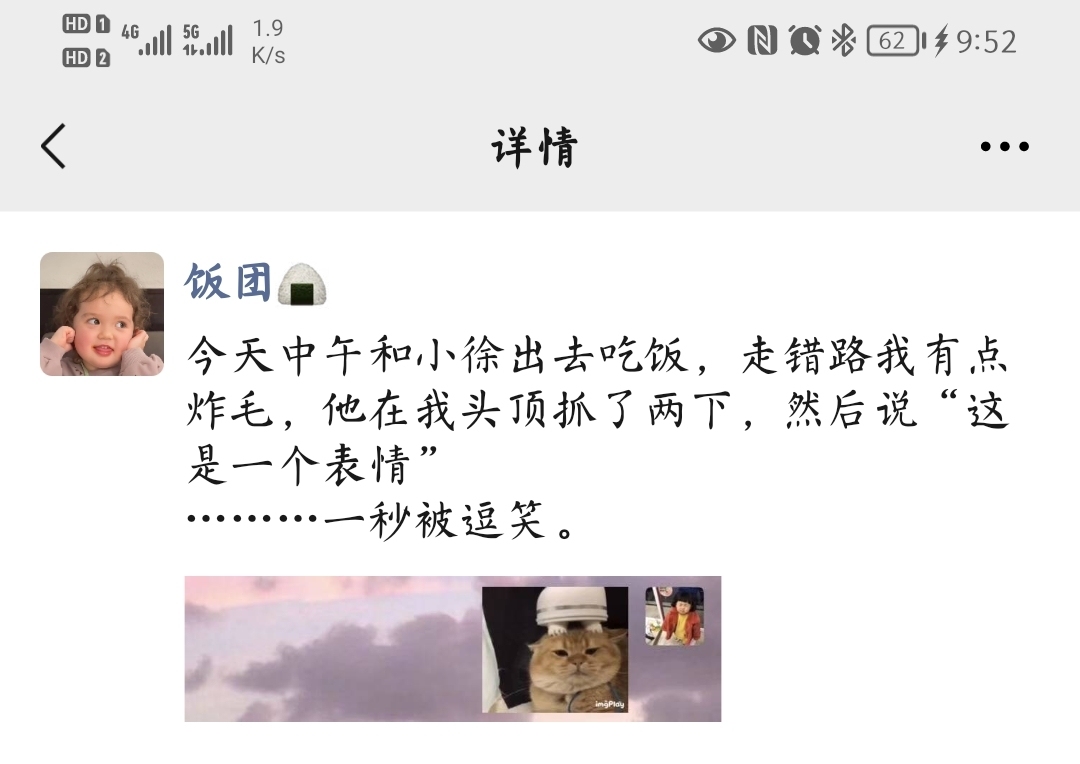 HD 1 4G 5G 1.9 62 9:52
HD 2 K/s
详情
饭团
今天中午和小徐出去吃饭，走错路我有点
炸毛，他在我头顶抓了两下，然后说“这
是一个表情”
………一秒被逗笑。
imgPlay